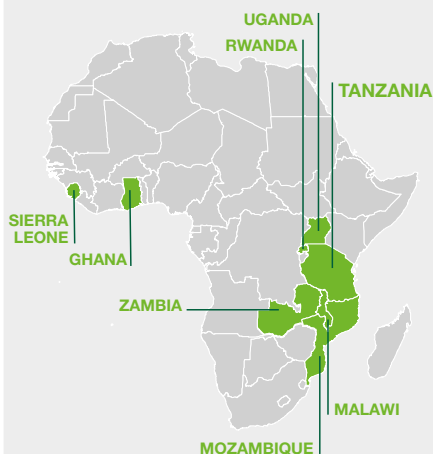 UGANDA
RWANDA
TANZANIA
SIERRA
LEONE
GHANA
ZAMBIA
MALAWI
MOZAMBIQUE